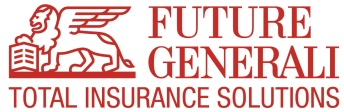 FUTURE
GENERALI
TOTAL INSURANCE SOLUTIONS